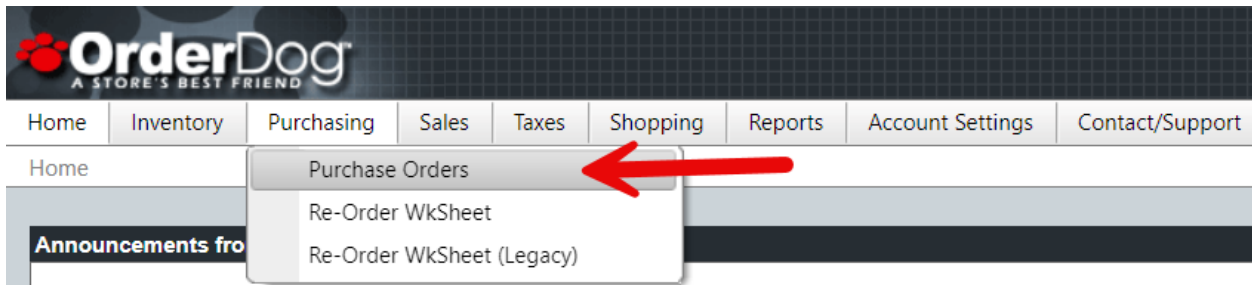 OrderDog
A STORE'S BEST FRIEND
Home Inventory Purchasing Sales Taxes Shopping Reports Account Settings Contact/Support
Home
Purchase Orders
Re-Order WkSheet
Re-Order WkSheet (Legacy)
Announcements